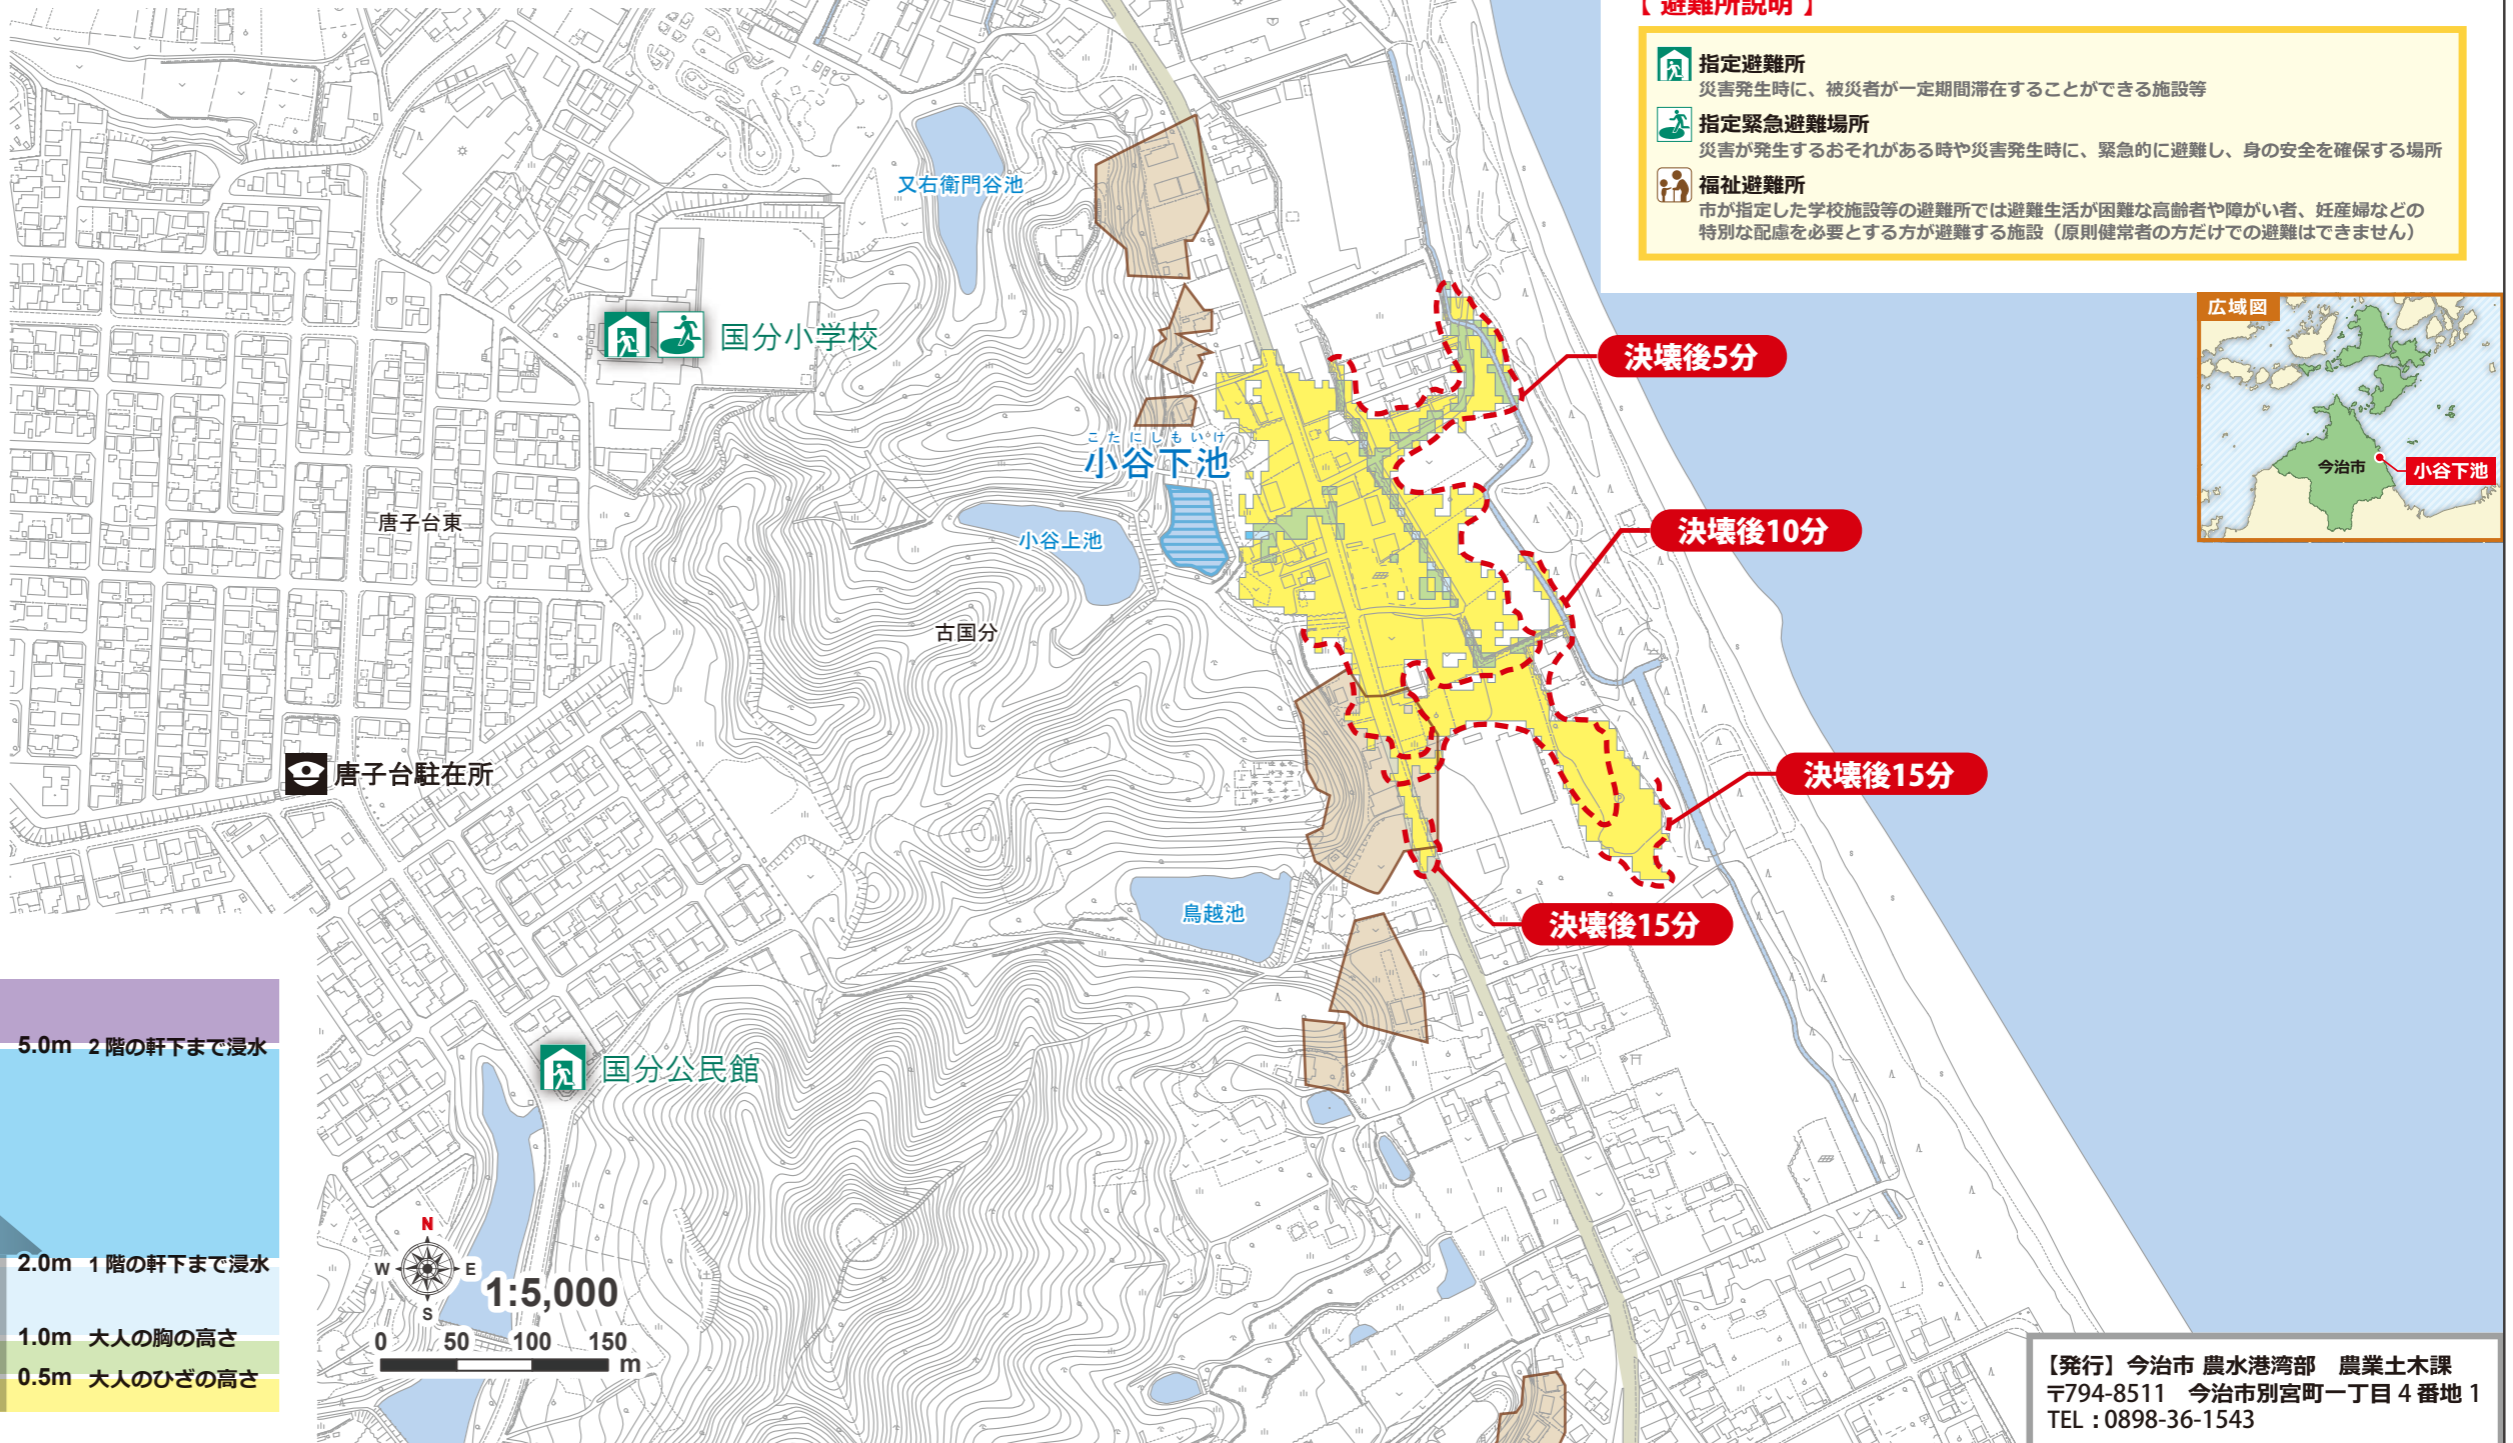 【 避難所説明 】
指定避難所
災害発生時に、被災者が一定期間滞在することができる施設等
指定緊急避難場所
災害が発生するおそれがある時や災害発生時に、緊急的に避難し、身の安全を確保する場所
福祉避難所
市が指定した学校施設等の避難所では避難生活が困難な高齢者や障がい者、妊産婦などの
特別な配慮を必要とする方が避難する施設（原則健常者の方だけでの避難はできません）
又右衛門谷池
広域図
今治市
小谷下池
国分小学校
決壊後5分
こたにしもいけ
小谷下池
唐子台東
小谷上池
決壊後10分
古国分
唐子台駐在所
決壊後15分
鳥越池
決壊後15分
国分公民館
5.0m 2階の軒下まで浸水
2.0m 1階の軒下まで浸水
1.0m 大人の胸の高さ
0.5m 大人のひざの高さ
N
W E
S
1:5,000
0 50 100 150
m
【発行】今治市 農水港湾部 農業土木課
〒794-8511 今治市別宮町一丁目4番地1
TEL：0898-36-1543